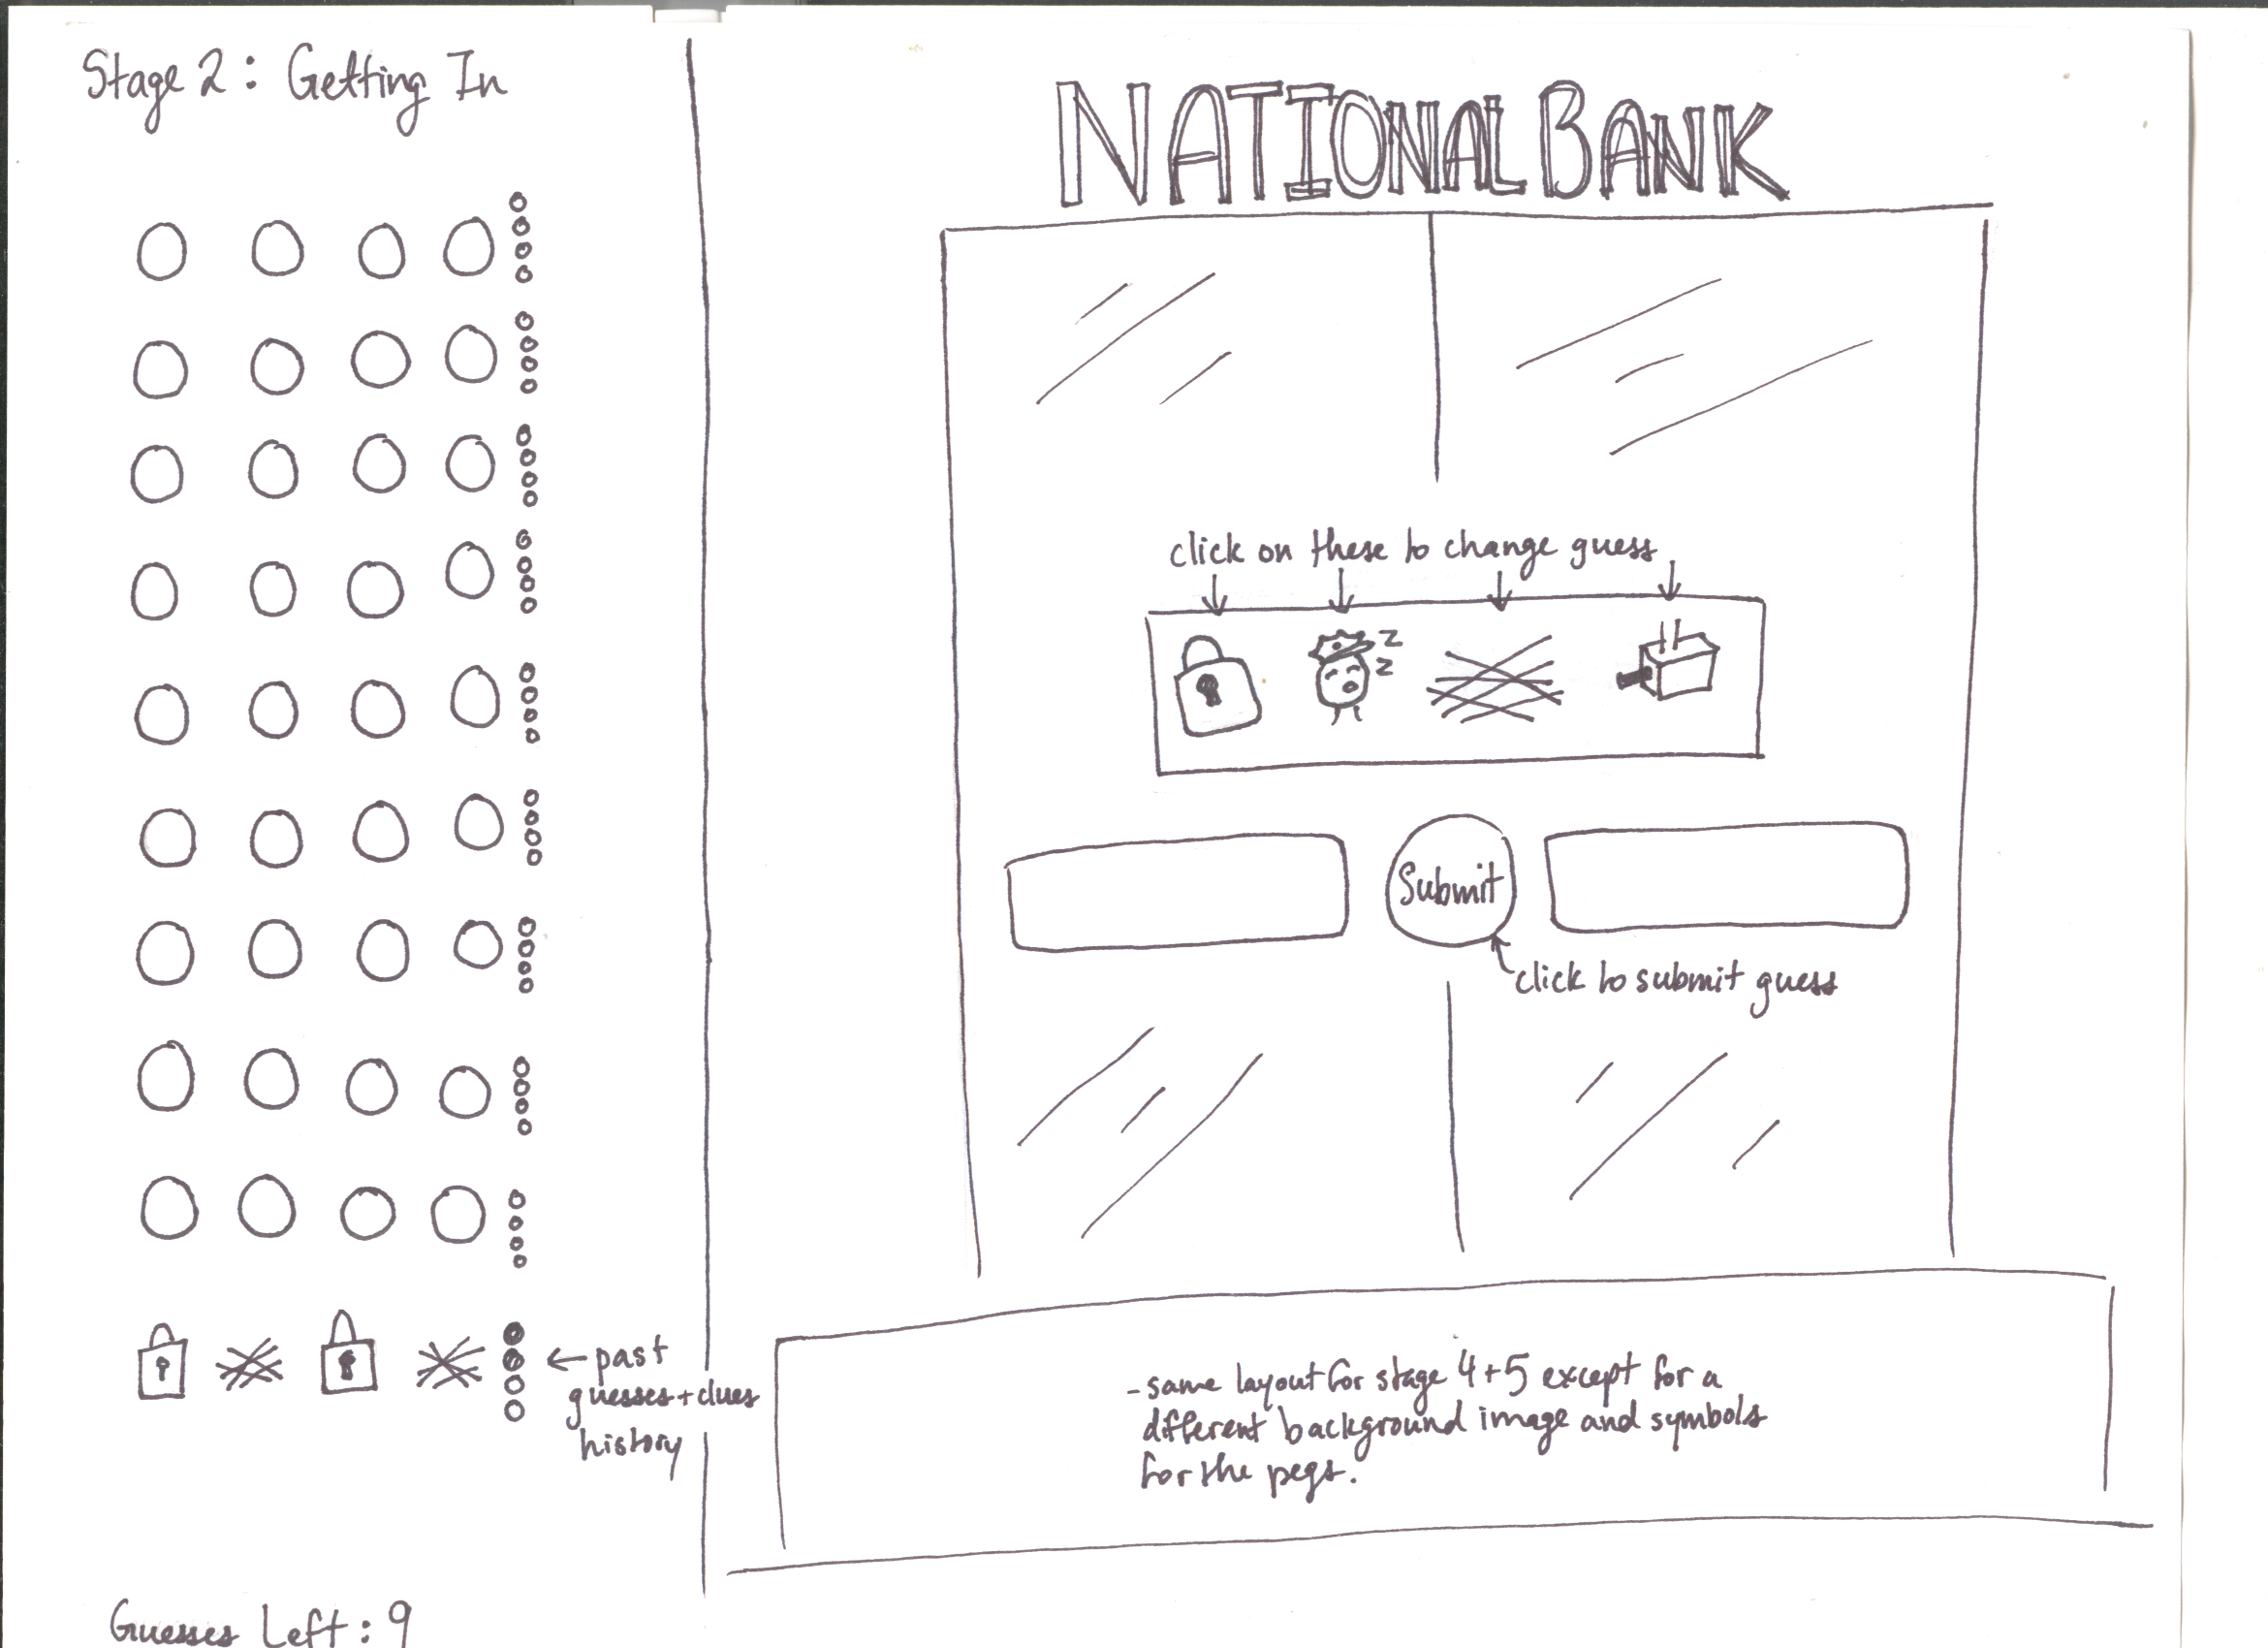 Stage 2: Getting In
NATIONAL BANK
click on these to change guess
z
z
Submit
click to submit guess
past
guesses+clues
history
-same layout for stage 4+5 except for a
different background image and symbols
for the pegs.
Guesses Left: 9